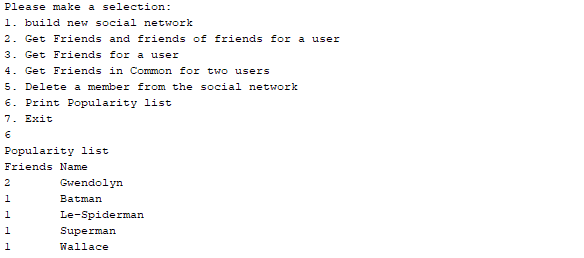 Please make a selection:
1. build new social network
2. Get Friends and friends of friends for a user
3. Get Friends for a user
4. Get Friends in Common for two users
5. Delete a member from the social network
6. Print Popularity list
7. Exit
6
Popularity list
Friends Name
2 Gwendolyn
1 Batman
1 Le-Spiderman
1 Superman
1 Wallace